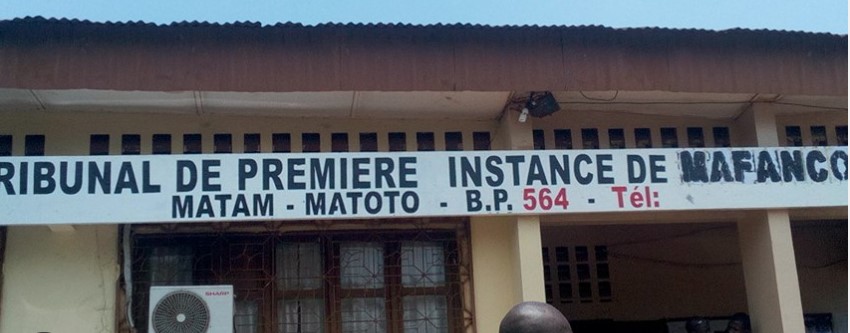 RIBUNAL DE PREMIERE INSTANCE DE MAFANCO
MATAM - MATOTO - B.P. 564 - Tél:
SHARP